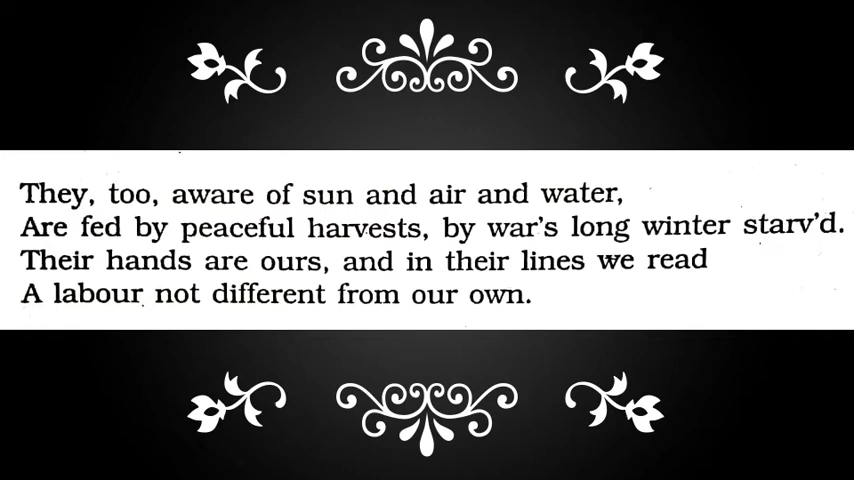 They, too, aware of sun and air and water,
Are fed by peaceful harvests, by war's long winter starv'd.
Their hands are ours, and in their lines we read
A labour not different from our own.